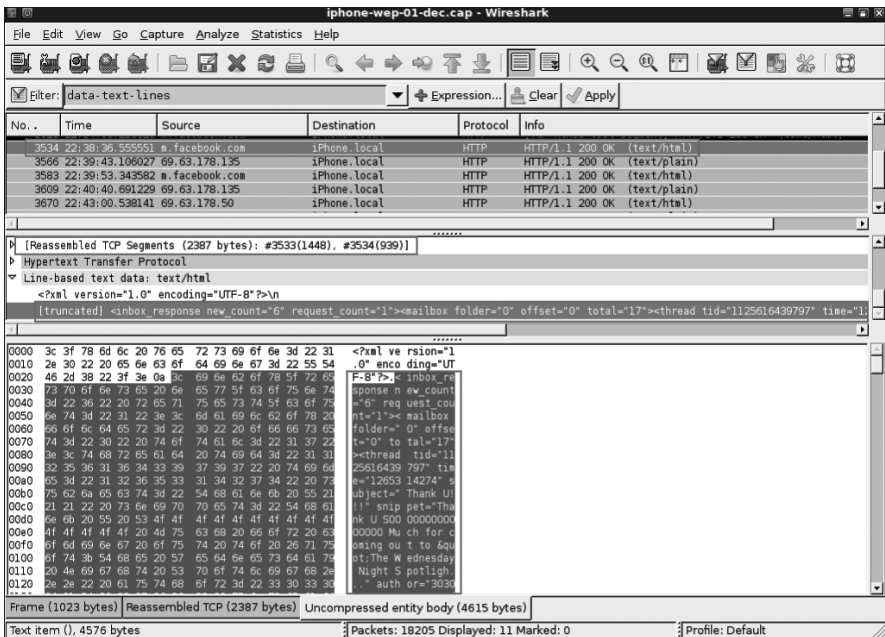 iphone-wep-01-dec.cap - Wireshark
File Edit View Go Capture Analyze Statistics Help
Filter: data-text-lines Expression... Clear Apply
No. . Time Source Destination Protocol Info
3534 22:38:36.555551 m.facebook.com iPhone.local HTTP HTTP/1.1 200 OK (text/html)
3566 22:39:43.106027 69.63.178.135 iPhone.local HTTP HTTP/1.1 200 OK (text/plain)
3583 22:39:53.343582 m.facebook.com iPhone.local HTTP HTTP/1.1 200 OK (text/html)
3609 22:40:40.691229 69.63.178.135 iPhone.local HTTP HTTP/1.1 200 OK (text/plain)
3670 22:43:00.538141 69.63.178.50 iPhone.local HTTP HTTP/1.1 200 OK (text/html)
[Reassembled TCP Segments (2387 bytes): #3533(1448), #3534(939)]
Hypertext Transfer Protocol
Line-based text data: text/html
<?xml version="1.0" encoding="UTF-8"?>\n
[truncated] <inbox_response new_count="6" request_count="1"><mailbox folder="0" offset="0" total="17"><thread tid="1125616439797" time="12
0000 3c 3f 78 6d 6c 20 76 65 72 73 69 6f 6e 3d 22 31 <?xml ve rsion="1
0010 2e 30 22 20 65 6e 63 6f 64 69 6e 67 3d 22 55 54 .0" enco ding="UT
0020 46 2d 38 22 3f 3e 0a 3c 69 6e 62 6f 78 5f 72 65 F-8"?>.< inbox_re
0030 73 70 6f 6e 73 65 20 6e 65 77 5f 63 6f 75 6e 74 sponse n ew_count
0040 3d 22 36 22 20 72 65 71 75 65 73 74 5f 63 6f 75 ="6" req uest_cou
0050 6e 74 3d 22 31 22 3e 3c 6d 61 69 6c 62 6f 78 20 nt="1">< mailbox
0060 66 6f 6c 64 65 72 3d 22 30 22 20 6f 66 66 73 65 folder=" 0" offse
0070 74 3d 22 30 22 20 74 6f 74 61 6c 3d 22 31 37 22 t="0" to tal="17"
0080 3e 3c 74 68 72 65 61 64 20 74 69 64 3d 22 31 31 ><thread tid="11
0090 32 35 36 31 36 34 33 39 37 39 37 22 20 74 69 6d 25616439 797" tim
00a0 65 3d 22 31 32 36 35 33 31 34 32 37 34 22 20 73 e="12653 14274" s
00b0 75 62 6a 65 63 74 3d 22 54 68 61 6e 6b 20 55 21 ubject=" Thank U!
00c0 21 21 22 20 73 6e 69 70 70 65 74 3d 22 54 68 61 !!" snip pet="Tha
00d0 6e 6b 20 55 20 53 4f 4f 4f 4f 4f 4f 4f 4f 4f 4f nk U SOO OOOOOOOO
00e0 4f 4f 4f 4f 4f 20 4d 75 63 68 20 66 6f 72 20 63 OOOOO Mu ch for c
00f0 6f 6d 69 6e 67 20 6f 75 74 20 74 6f 20 26 71 75 oming ou t to &qu
0100 6f 74 3b 54 68 65 20 57 65 64 6e 65 73 64 61 79 ot;The W ednesday
0110 20 4e 69 67 68 74 20 53 70 6f 74 6c 69 67 68 2e Night S potligh.
0120 2e 2e 22 20 61 75 74 68 6f 72 3d 22 33 30 33 30 .." auth or="3030
Frame (1023 bytes) Reassembled TCP (2387 bytes) Uncompressed entity body (4615 bytes)
Text item (), 4576 bytes Packets: 18205 Displayed: 11 Marked: 0 Profile: Default